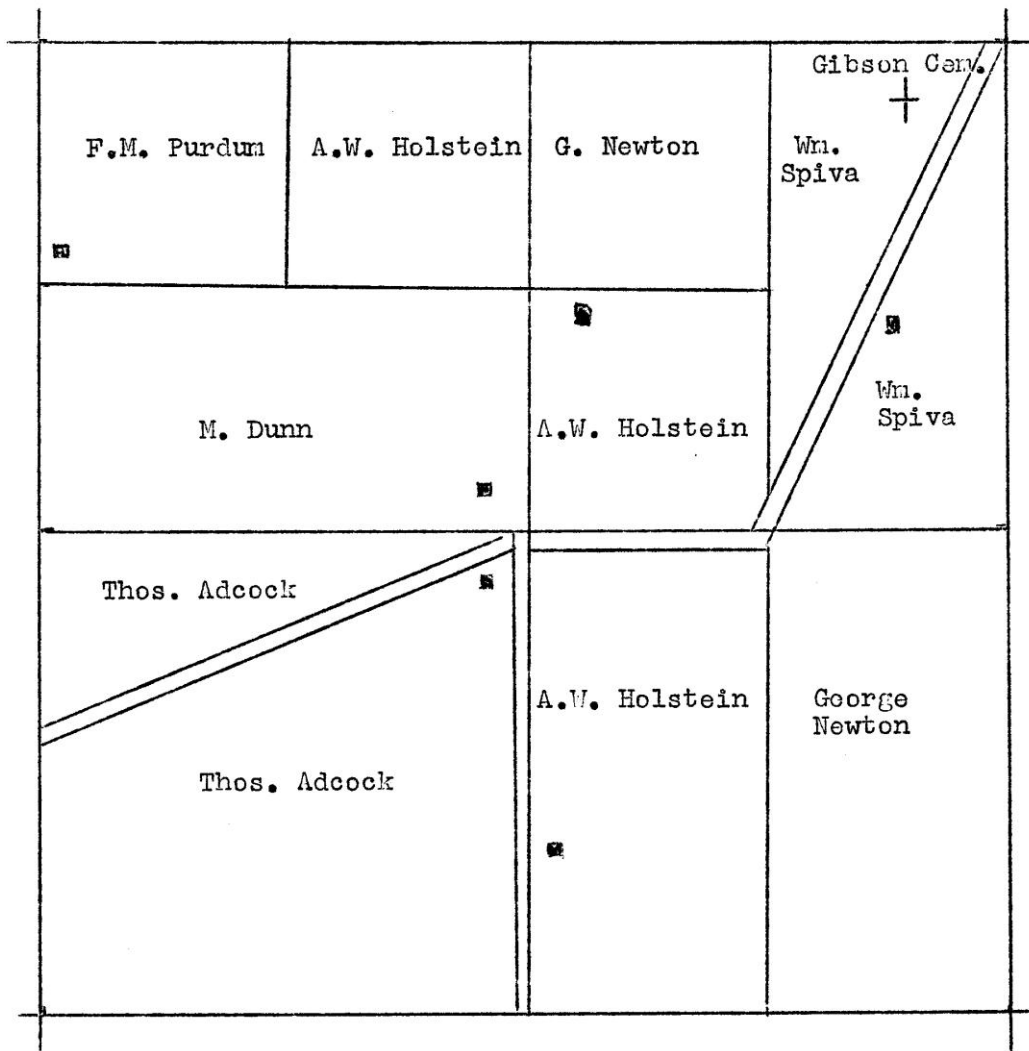 Gibson Cem.
F.M. Purdum
A.W. Holstein
G. Newton
Wm.
Spiva
Wm.
Spiva
M. Dunn
A.W. Holstein
Thos. Adcock
A.W. Holstein
George
Newton
Thos. Adcock